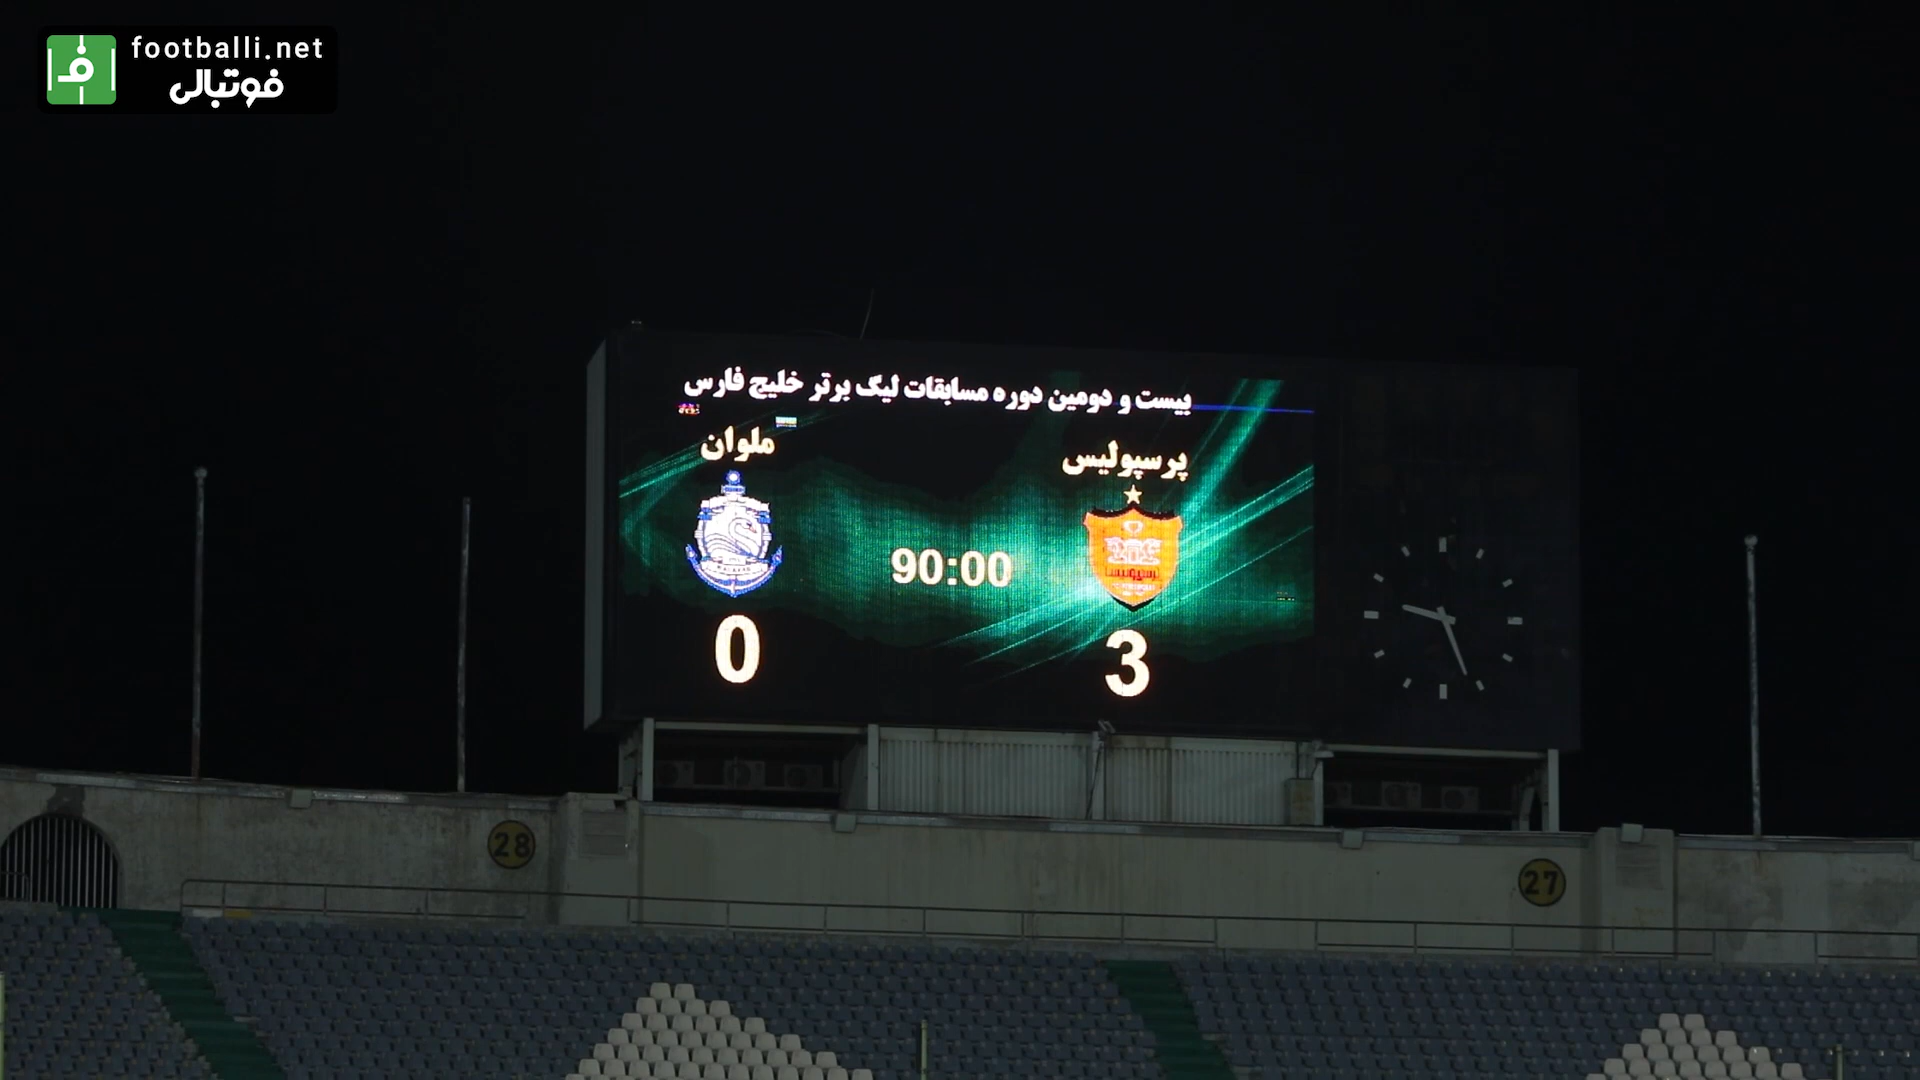 footballi.net
فوتبالی
بیست و دومین دوره مسابقات لیگ برتر خلیج فارس
پرسپولیس
ملوان
90:00
0
3
28
27